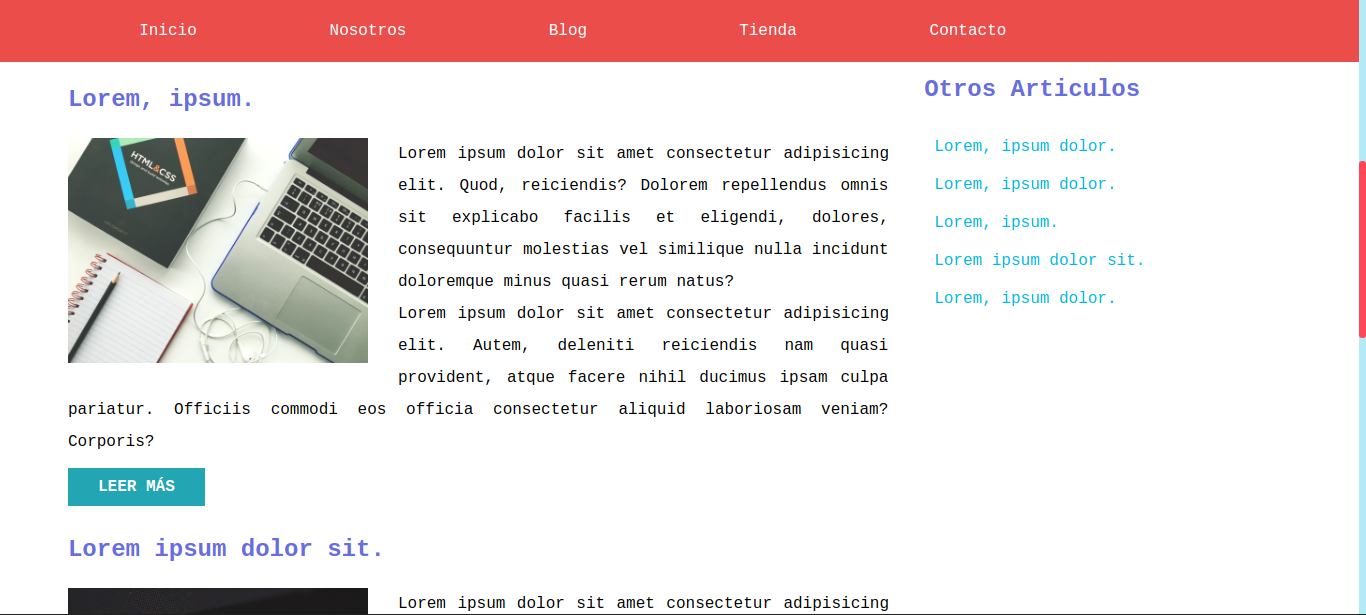 Inicio Nosotros Blog Tienda Contacto
Lorem, ipsum.
HTML&CSS
Lorem ipsum dolor sit amet consectetur adipisicing
elit. Quod, reiciendis? Dolorem repellendus omnis
sit explicabo facilis et eligendi, dolores,
consequuntur molestias vel similique nulla incidunt
doloremque minus quasi rerum natus?
Lorem ipsum dolor sit amet consectetur adipisicing
elit. Autem, deleniti reiciendis nam quasi
provident, atque facere nihil ducimus ipsam culpa
pariatur. Officiis commodi eos officia consectetur aliquid laboriosam veniam?
Corporis?
LEER MÁS
Lorem ipsum dolor sit.
Lorem ipsum dolor sit amet consectetur adipisicing
Otros Articulos
Lorem, ipsum dolor.
Lorem, ipsum dolor.
Lorem, ipsum.
Lorem ipsum dolor sit.
Lorem, ipsum dolor.